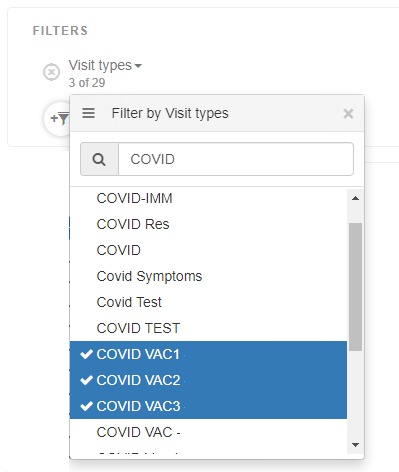 FILTERS
Visit types
3 of 29
Filter by Visit types
COVID
COVID-IMM
COVID Res
COVID
Covid Symptoms
Covid Test
COVID TEST
COVID VAC1
COVID VAC2
COVID VAC3
COVID VAC -